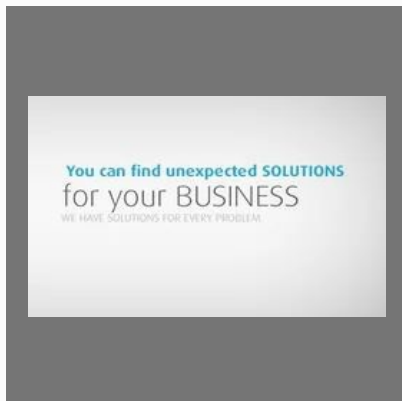 You can find unexpected SOLUTIONS
for your BUSINESS
WE HAVE SOLUTIONS FOR EVERY PROBLEM